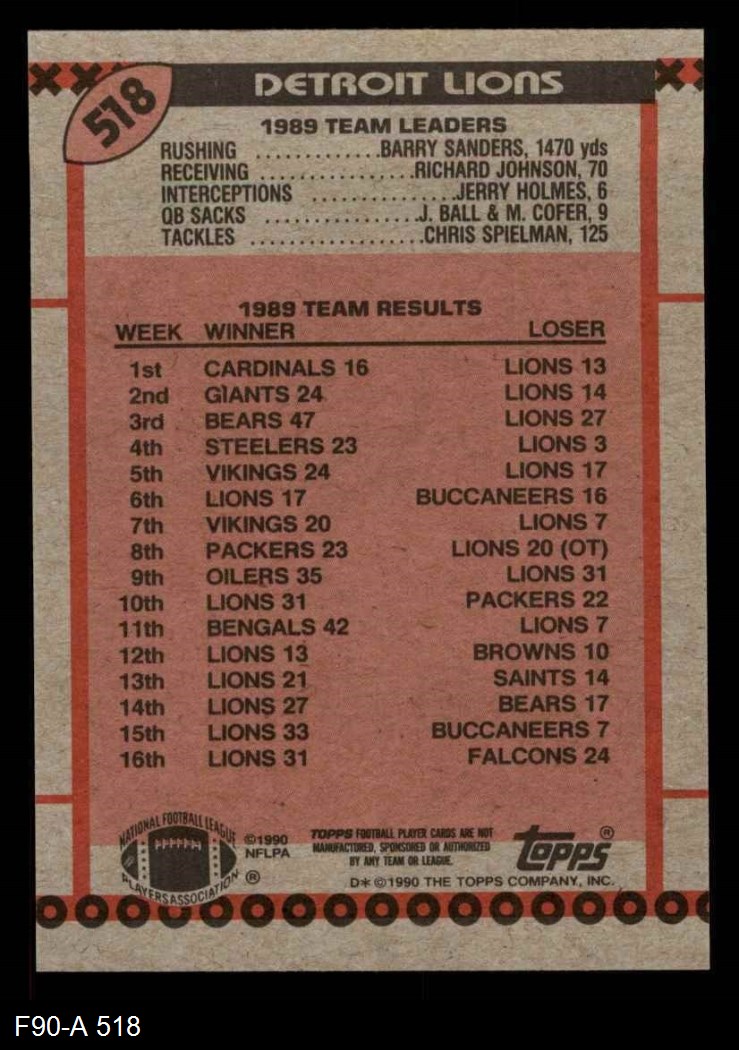 518
DETROIT LIONS
1989 TEAM LEADERS
RUSHING .............BARRY SANDERS, 1470 yds
RECEIVING ................RICHARD JOHNSON, 70
INTERCEPTIONS ...............JERRY HOLMES, 6
QB SACKS ................J. BALL & M. COFER, 9
TACKLES ..................CHRIS SPIELMAN, 125
1989 TEAM RESULTS
WEEK WINNER LOSER
1st CARDINALS 16 LIONS 13
2nd GIANTS 24 LIONS 14
3rd BEARS 47 LIONS 27
4th STEELERS 23 LIONS 3
5th VIKINGS 24 LIONS 17
6th LIONS 17 BUCCANEERS 16
7th VIKINGS 20 LIONS 7
8th PACKERS 23 LIONS 20 (OT)
9th OILERS 35 LIONS 31
10th LIONS 31 PACKERS 22
11th BENGALS 42 LIONS 7
12th LIONS 13 BROWNS 10
13th LIONS 21 SAINTS 14
14th LIONS 27 BEARS 17
15th LIONS 33 BUCCANEERS 7
16th LIONS 31 FALCONS 24
NATIONAL FOOTBALL LEAGUE
PLAYERS ASSOCIATION
®
©1990
NFLPA
TOPPS FOOTBALL PLAYER CARDS ARE NOT
MANUFACTURED, SPONSORED OR AUTHORIZED
BY ANY TEAM OR LEAGUE.
topps®
D*©1990 THE TOPPS COMPANY, INC.
F90-A 518